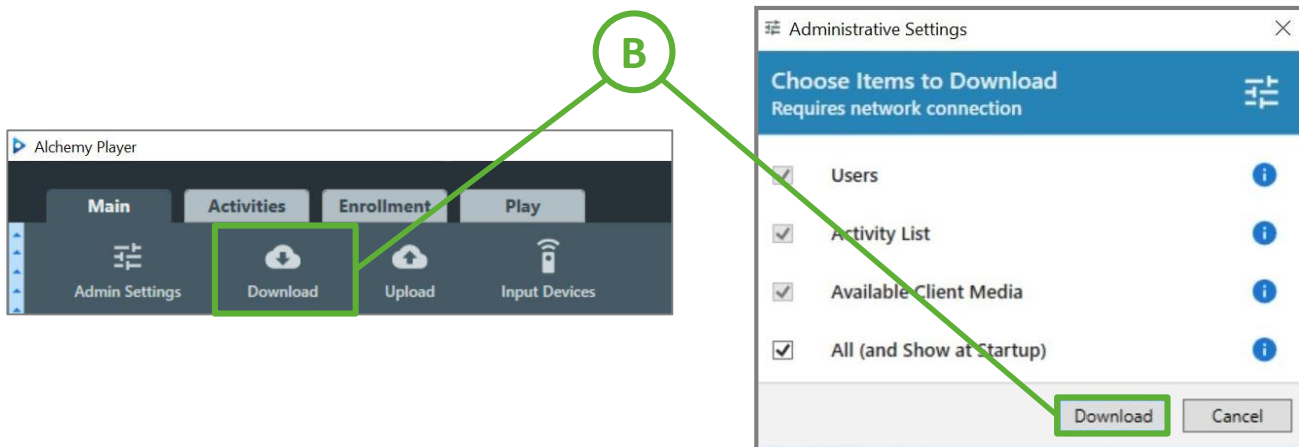 B
Alchemy Player
Main Activities Enrollment Play
Admin Settings Download Upload Input Devices
Administrative Settings
Choose Items to Download
Requires network connection
Users
Activity List
Available Client Media
All (and Show at Startup)
Download Cancel